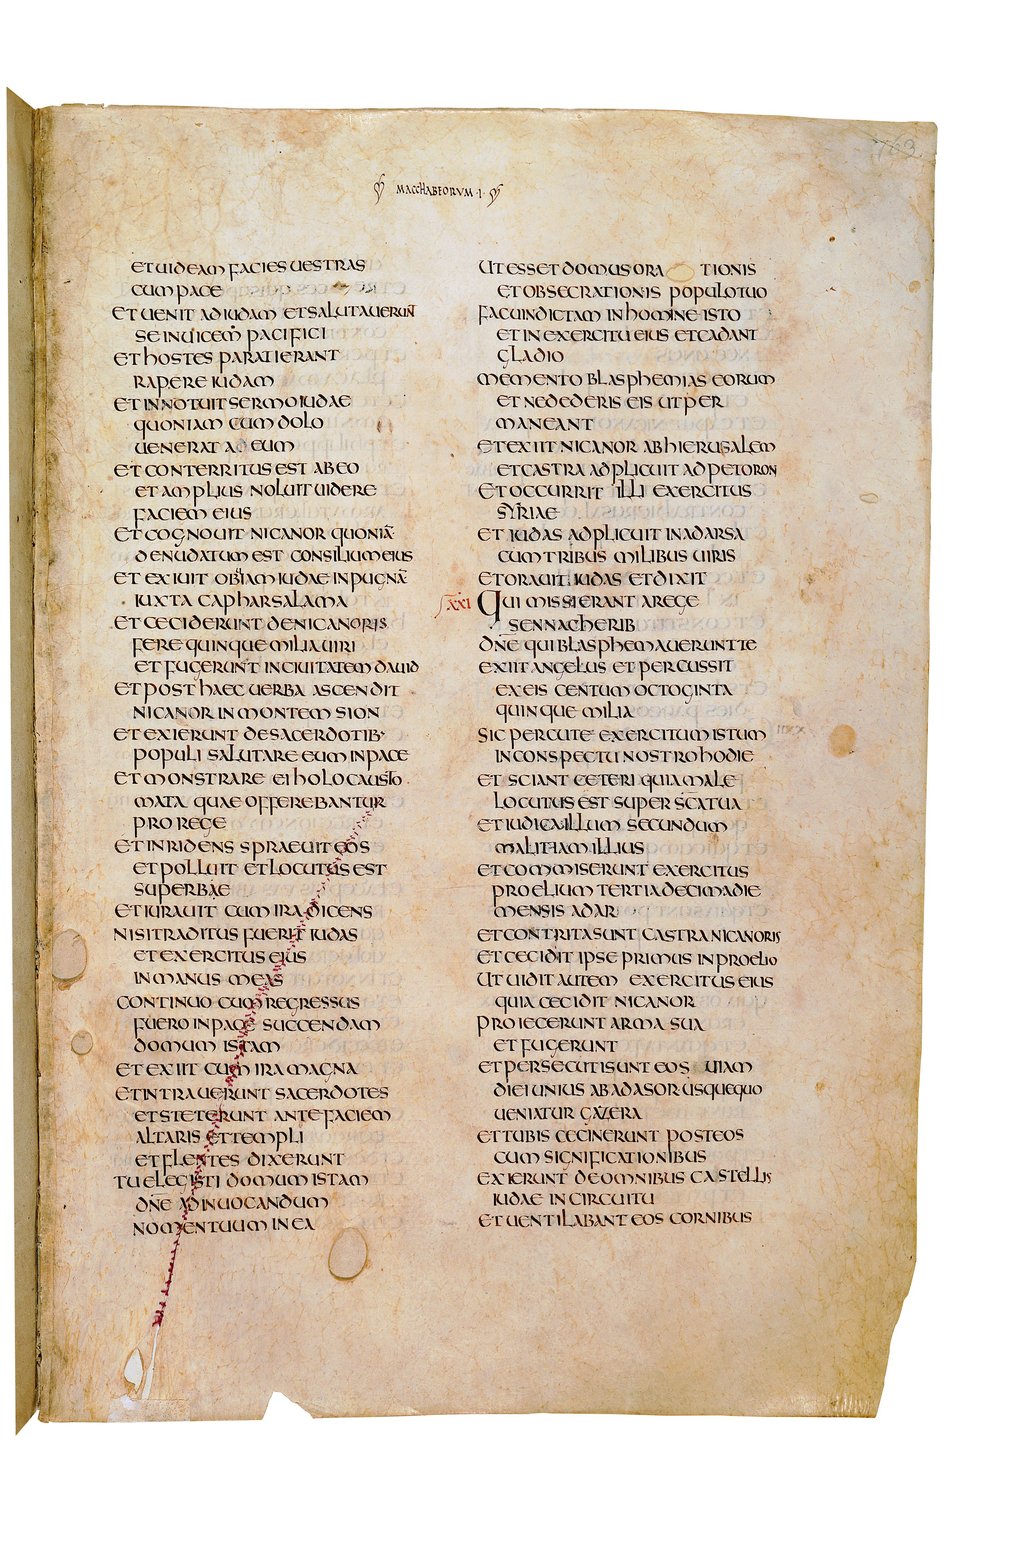 763
MACCHABEORVM · I ·
ETUIDEAM FACIES UESTRAS
CUM PACE
ET UENIT AD IUDAM ET SALUTAUERUNT
SE INUICEM PACIFICI
ET HOSTES PARATI ERANT
RAPERE IUDAM
ET INNOTUIT SERMO IUDAE
QUONIAM CUM DOLO
UENERAT AD EUM
ET CONTERRITUS EST AB EO
ET AMPLIUS NOLUIT UIDERE
FACIEM EIUS
ET COGNOUIT NICANOR QUONIĀ
DENUDATUM EST CONSILIUM EIUS
ET EXIUIT OBUIAM IUDAE IN PUGNĀ
IUXTA CAPHARSALAMA
ET CECIDERUNT DE NICANORIS
FERE QUINQUE MILIA UIRI
ET FUGERUNT IN CIUITATEM DAUID
ET POST HAEC UERBA ASCENDIT
NICANOR IN MONTEM SION
ET EXIERUNT DE SACERDOTIB·
POPULI SALUTARE EUM IN PACE
ET MONSTRARE EI HOLOCAUSTO
MATA QUAE OFFEREBANTUR
PRO REGE
ET INRIDENS SPRAEUIT EOS
ET POLLUIT ET LOCUTUS EST
SUPERBAE
ET IURAUIT CUM IRA DICENS
NISI TRADITUS FUERIT IUDAS
ET EXERCITUS EIUS
IN MANUS MEAS
CONTINUO CUM REGRESSUS
FUERO IN PACE SUCCENDAM
DOMUM ISTAM
ET EXIIT CUM IRA MAGNA
ET INTRAUERUNT SACERDOTES
ET STETERUNT ANTE FACIEM
ALTARIS ET TEMPLI
ET FLENTES DIXERUNT
TU ELEGISTI DOMUM ISTAM
DN̄E AD INUOCANDUM
NOMEN TUUM IN EA
UT ESSET DOMUS ORATIONIS
ET OBSECRATIONIS POPULO TUO
FAC UINDICTAM IN HOMINE ISTO
ET IN EXERCITU EIUS ET CADANT
GLADIO
MEMENTO BLASPHEMIAS EORUM
ET NE DEDERIS EIS UT PER
MANEANT
ET EXIIT NICANOR AB HIERUSALEM
ET CASTRA ADPLICUIT AD PETORON
ET OCCURRIT ILLI EXERCITUS
SYRIAE
ET IUDAS ADPLICUIT IN ADARSA
CUM TRIBUS MILIBUS UIRIS
ET ORAUIT IUDAS ET DIXIT
XXI QUI MISSI ERANT A REGE
SENNACHERIB
DN̄E QUI BLASPHEMAUERUNT TE
EXIIT ANGELUS ET PERCUSSIT
EX EIS CENTUM OCTOGINTA
QUINQUE MILIA
SIC PERCUTE EXERCITUM ISTUM
IN CONSPECTU NOSTRO HODIE
ET SCIANT CETERI QUIA MALE
LOCUTUS EST SUPER SC̄A TUA
ET IUDICA ILLUM SECUNDUM
MALITIAM ILLIUS
ET COMMISERUNT EXERCITUS
PROELIUM TERTIADECIMA DIE
MENSIS ADAR
ET CONTRITA SUNT CASTRA NICANORIS
ET CECIDIT IPSE PRIMUS IN PROELIO
UT UIDIT AUTEM EXERCITUS EIUS
QUIA CECIDIT NICANOR
PROIECERUNT ARMA SUA
ET FUGERUNT
ET PERSECUTI SUNT EOS UIAM
DIEI UNIUS AB ADASOR USQUEQUO
UENIATUR GAZERA
ET TUBIS CECINERUNT POST EOS
CUM SIGNIFICATIONIBUS
EXIERUNT DE OMNIBUS CASTELLIS
IUDAE IN CIRCUITU
ET UENTILABANT EOS CORNIBUS